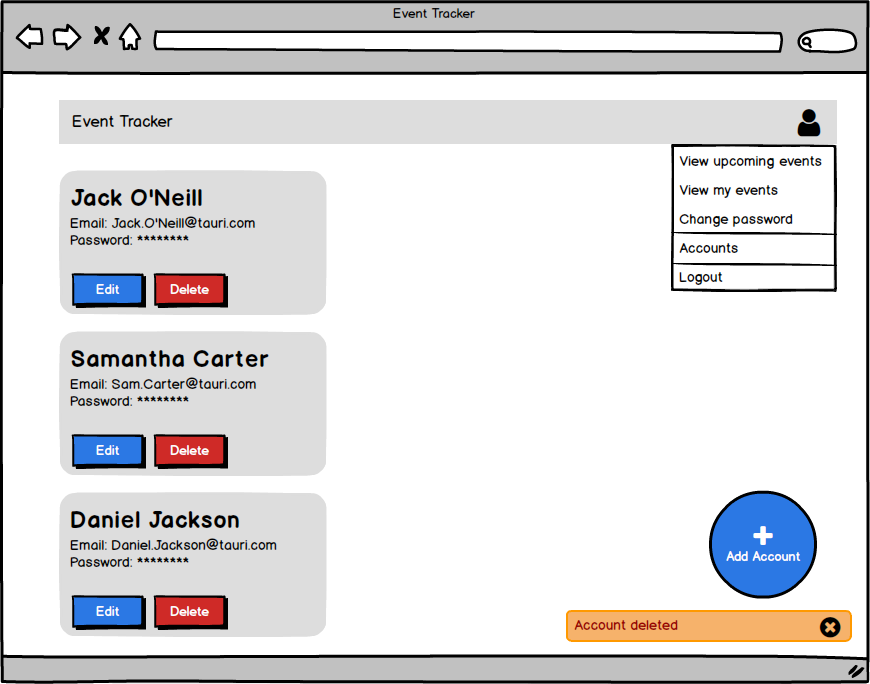 Event Tracker
Event Tracker
View upcoming events
View my events
Change password
Accounts
Logout
Jack O'Neill
Email: Jack.O'Neill@tauri.com
Password: ********
Edit Delete
Samantha Carter
Email: Sam.Carter@tauri.com
Password: ********
Edit Delete
Daniel Jackson
Email: Daniel.Jackson@tauri.com
Password: ********
Edit Delete
Add Account
Account deleted